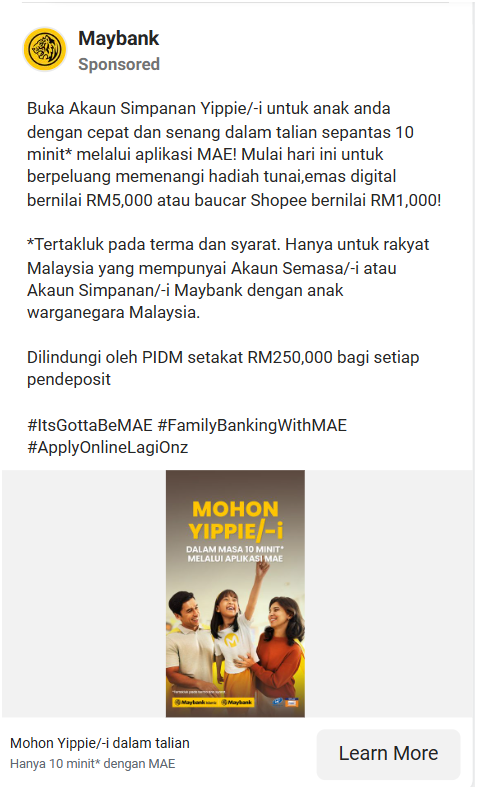 Maybank
Sponsored
Buka Akaun Simpanan Yippie/-i untuk anak anda
dengan cepat dan senang dalam talian sepantas 10
minit* melalui aplikasi MAE! Mulai hari ini untuk
berpeluang memenangi hadiah tunai,emas digital
bernilai RM5,000 atau baucar Shopee bernilai RM1,000!
*Tertakluk pada terma dan syarat. Hanya untuk rakyat
Malaysia yang mempunyai Akaun Semasa/-i atau
Akaun Simpanan/-i Maybank dengan anak
warganegara Malaysia.
Dilindungi oleh PIDM setakat RM250,000 bagi setiap
pendeposit
#ItsGottaBeMAE #FamilyBankingWithMAE
#ApplyOnlineLagiOnz
MOHON
YIPPIE/-i
DALAM MASA 10 MINIT*
MELALUI APLIKASI MAE
M
Maybank Islamic Maybank
Mohon Yippie/-i dalam talian
Hanya 10 minit* dengan MAE
Learn More